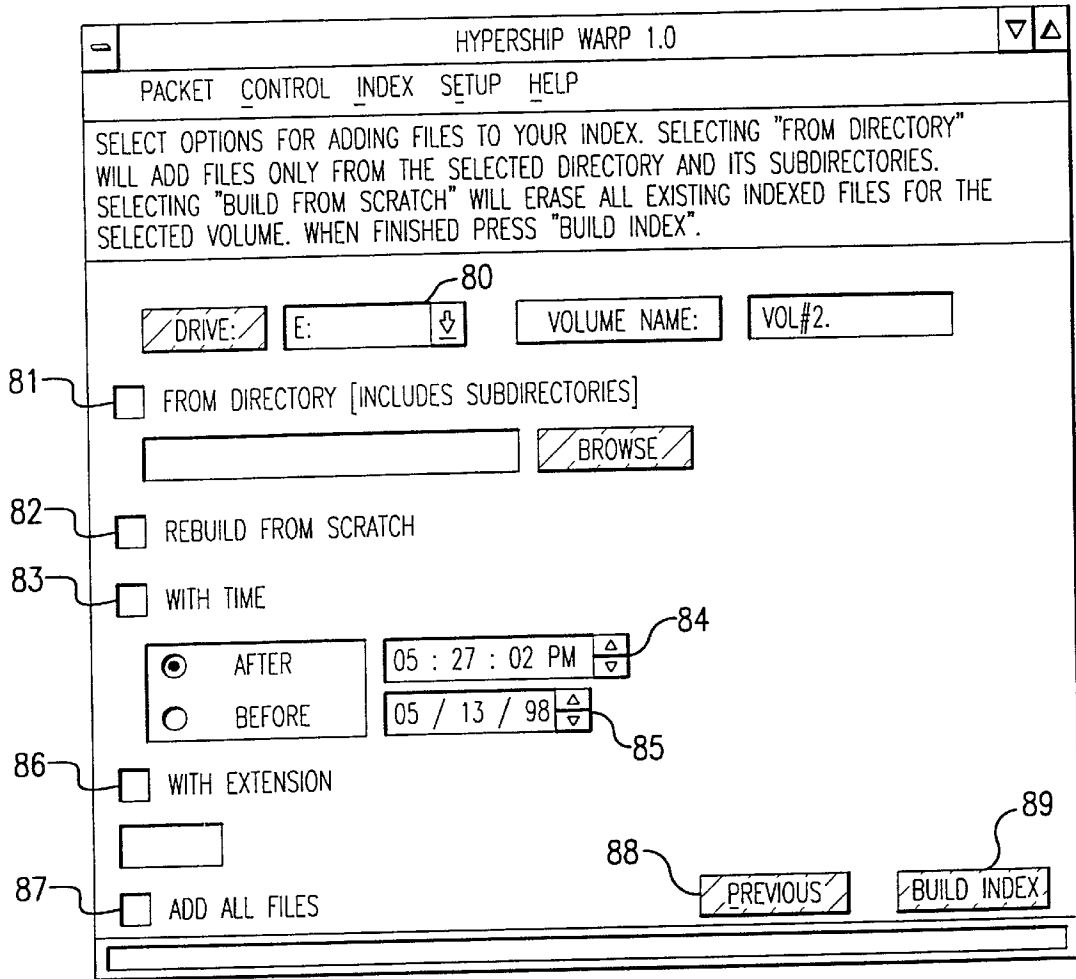 HYPERSHIP WARP 1.0
PACKET CONTROL INDEX SETUP HELP
SELECT OPTIONS FOR ADDING FILES TO YOUR INDEX. SELECTING "FROM DIRECTORY"
WILL ADD FILES ONLY FROM THE SELECTED DIRECTORY AND ITS SUBDIRECTORIES.
SELECTING "BUILD FROM SCRATCH" WILL ERASE ALL EXISTING INDEXED FILES FOR THE
SELECTED VOLUME. WHEN FINISHED PRESS "BUILD INDEX".
80
DRIVE: E: VOLUME NAME: VOL#2.
81 FROM DIRECTORY [INCLUDES SUBDIRECTORIES]
BROWSE
82 REBUILD FROM SCRATCH
83 WITH TIME
84
AFTER 05 : 27 : 02 PM
BEFORE 05 / 13 / 98
85
86 WITH EXTENSION
89
88 PREVIOUS BUILD INDEX
87 ADD ALL FILES